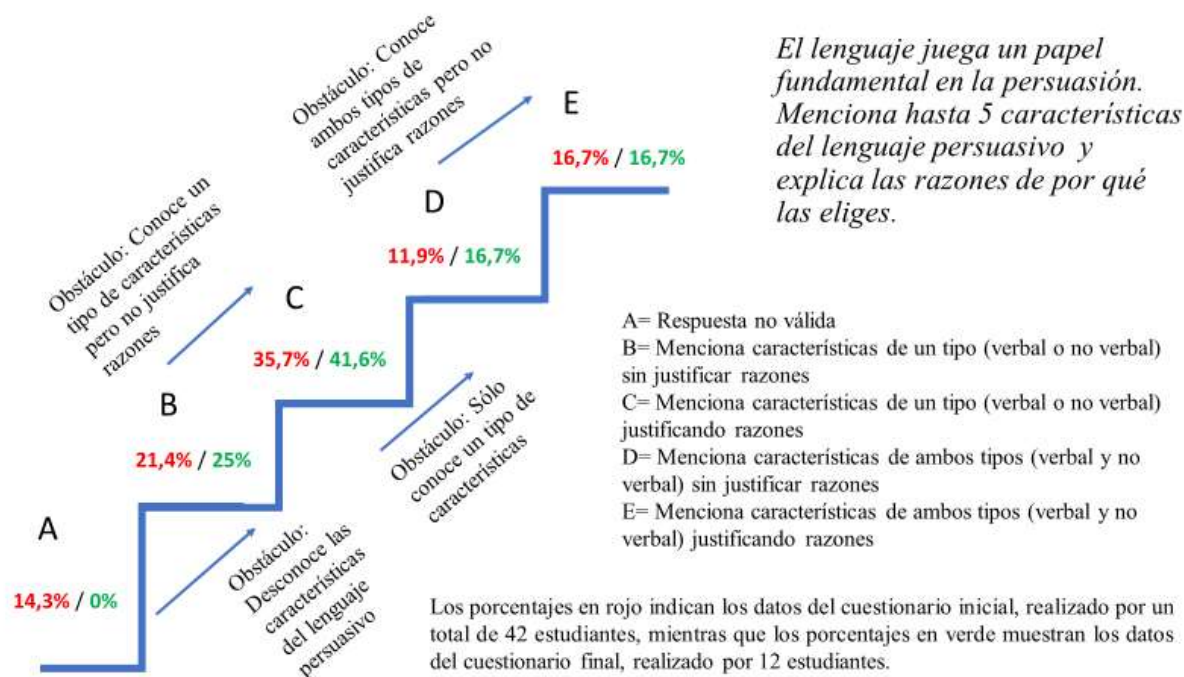 El lenguaje juega un papel
fundamental en la persuasión.
Menciona hasta 5 características
del lenguaje persuasivo y
explica las razones de por qué
las eliges.
Obstáculo: Conoce
ambos tipos de
características pero no
justifica razones
E
16,7% / 16,7%
D
11,9% / 16,7%
Obstáculo: Conoce un
tipo de características
pero no justifica
razones
C
35,7% / 41,6%
Obstáculo: Sólo
conoce un tipo de
características
B
21,4% / 25%
A
14,3% / 0%
Obstáculo:
Desconoce las
características
del lenguaje
persuasivo
A= Respuesta no válida
B= Menciona características de un tipo (verbal o no verbal)
sin justificar razones
C= Menciona características de un tipo (verbal o no verbal)
justificando razones
D= Menciona características de ambos tipos (verbal y no
verbal) sin justificar razones
E= Menciona características de ambos tipos (verbal y no
verbal) justificando razones
Los porcentajes en rojo indican los datos del cuestionario inicial, realizado por un
total de 42 estudiantes, mientras que los porcentajes en verde muestran los datos
del cuestionario final, realizado por 12 estudiantes.